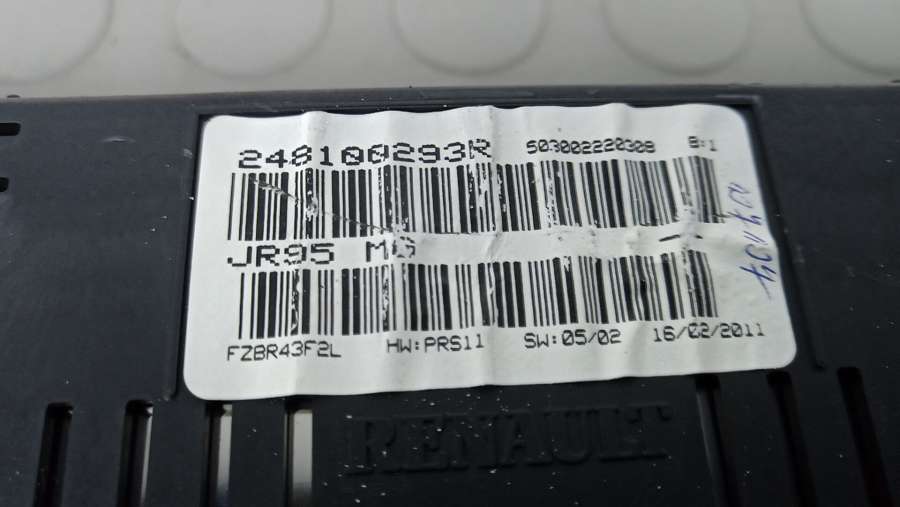 248100293R 503002220308 B:1
JR95 MG
FZBR43F2L HW:PRS11 SW:05/02 16/02/2011
RENAULT